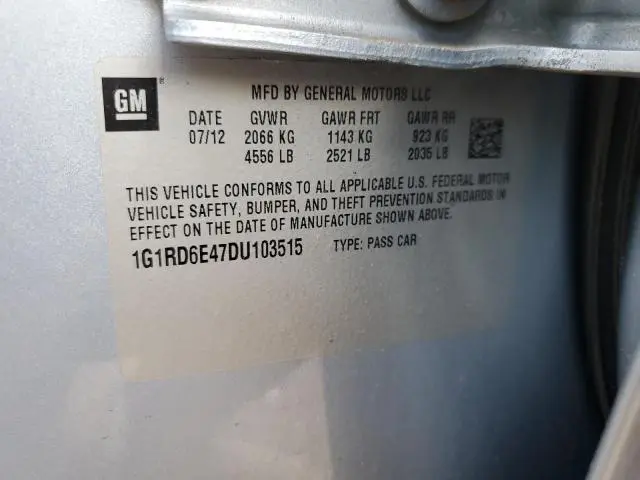 GM
MFD BY GENERAL MOTORS LLC
DATE GVWR GAWR FRT GAWR RR
07/12 2066 KG 1143 KG 923 KG
4556 LB 2521 LB 2035 LB
THIS VEHICLE CONFORMS TO ALL APPLICABLE U.S. FEDERAL MOTOR
VEHICLE SAFETY, BUMPER, AND THEFT PREVENTION STANDARDS IN
EFFECT ON THE DATE OF MANUFACTURE SHOWN ABOVE.
1G1RD6E47DU103515 TYPE: PASS CAR